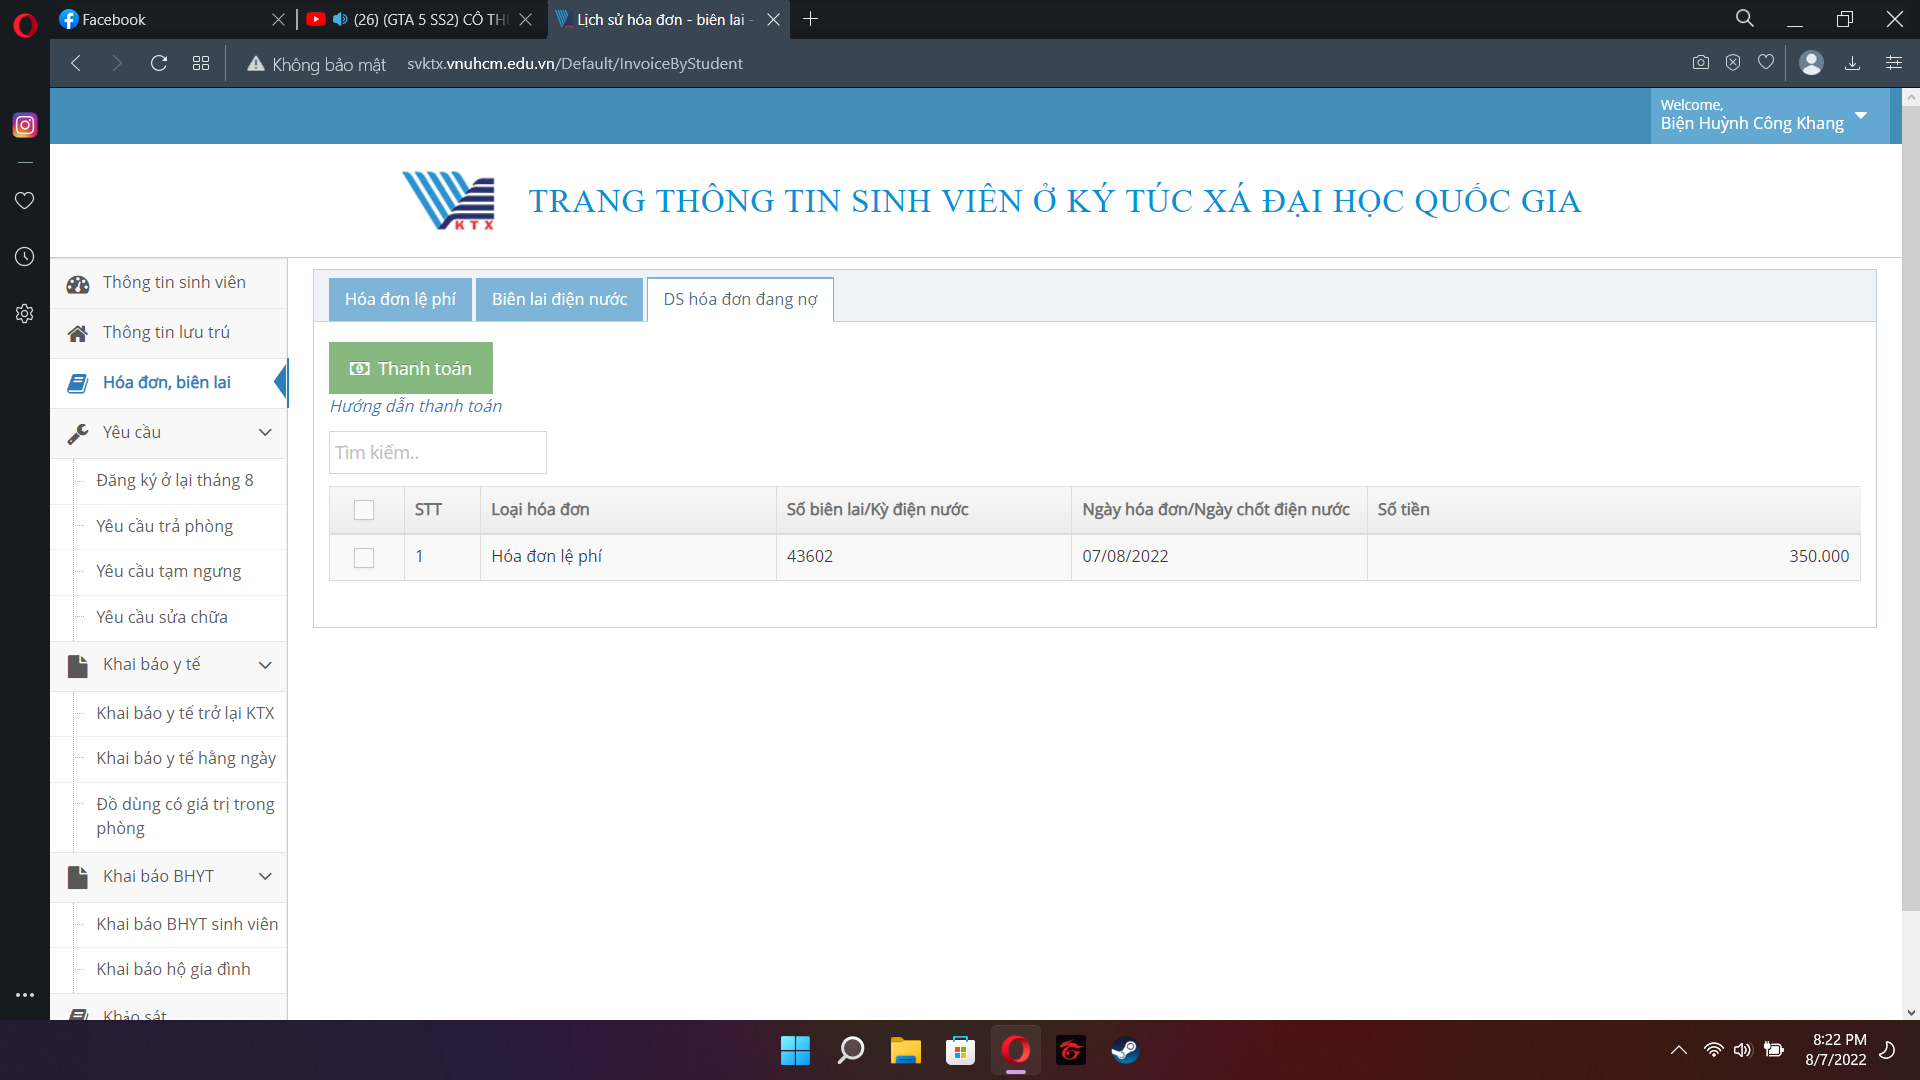 Facebook
(26) (GTA 5 SS2) CÔ TH
Lịch sử hóa đơn - biên lai -
Không bảo mật
svktx.vnuhcm.edu.vn/Default/InvoiceByStudent
Welcome,
Biện Huỳnh Công Khang
KTX
TRANG THÔNG TIN SINH VIÊN Ở KÝ TÚC XÁ ĐẠI HỌC QUỐC GIA
Thông tin sinh viên
Thông tin lưu trú
Hóa đơn, biên lai
Yêu cầu
Đăng ký ở lại tháng 8
Yêu cầu trả phòng
Yêu cầu tạm ngưng
Yêu cầu sửa chữa
Khai báo y tế
Khai báo y tế trở lại KTX
Khai báo y tế hằng ngày
Đồ dùng có giá trị trong
phòng
Khai báo BHYT
Khai báo BHYT sinh viên
Khai báo hộ gia đình
Khảo sát
Hóa đơn lệ phí
Biên lai điện nước
DS hóa đơn đang nợ
Thanh toán
Hướng dẫn thanh toán
Tìm kiếm..
STT
Loại hóa đơn
Số biên lai/Kỳ điện nước
Ngày hóa đơn/Ngày chốt điện nước
Số tiền
1
Hóa đơn lệ phí
43602
07/08/2022
350.000
8:22 PM
8/7/2022